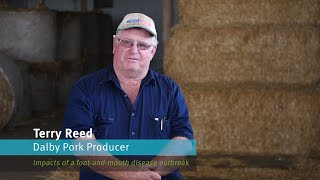 Terry Reed
Dalby Pork Producer
Impacts of a foot-and-mouth disease outbreak